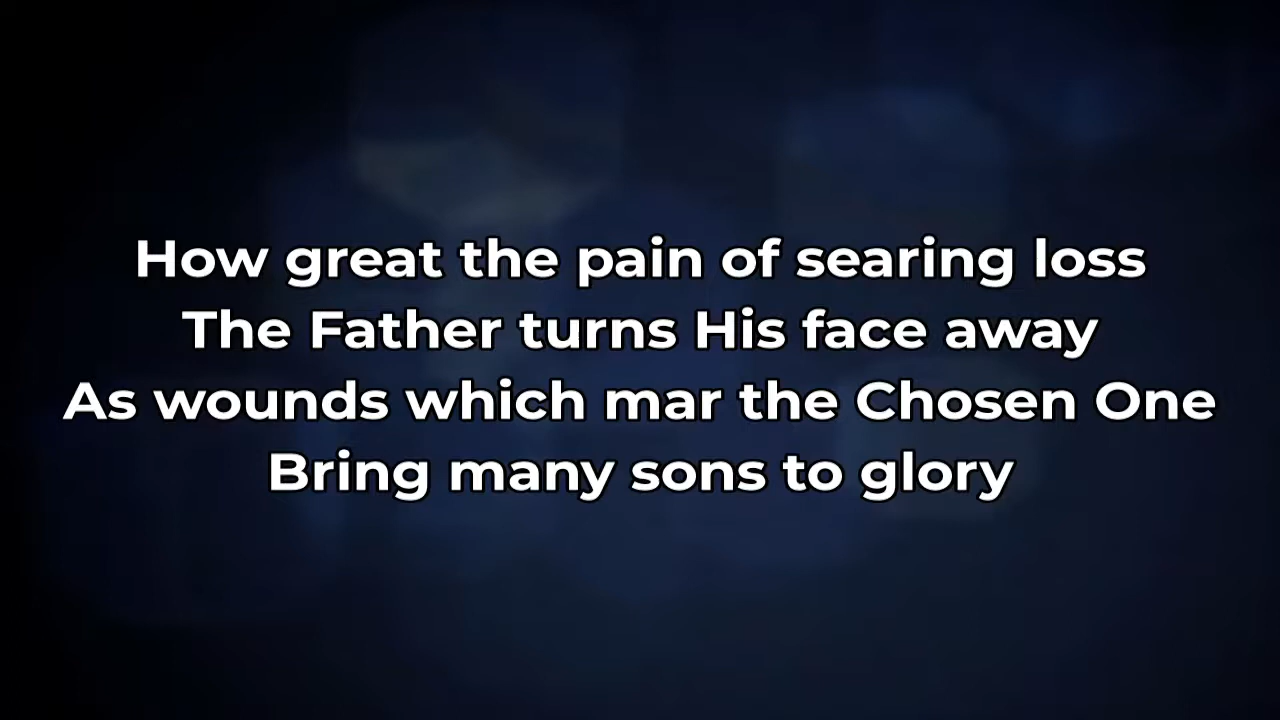 How great the pain of searing loss
The Father turns His face away
As wounds which mar the Chosen One
Bring many sons to glory